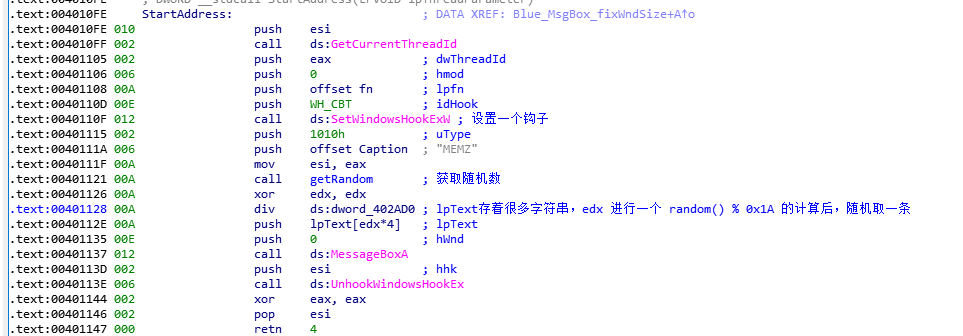 ; DWORD __stdcall StartAddress(LPVOID lpThreadParameter)
.text:004010FE StartAddress: ; DATA XREF: Blue_MsgBox_fixWndSize+A↑o
.text:004010FE 010 push esi
.text:004010FF 002 call ds:GetCurrentThreadId
.text:00401105 002 push eax ; dwThreadId
.text:00401106 006 push 0 ; hmod
.text:00401108 00A push offset fn ; lpfn
.text:0040110D 00E push WH_CBT ; idHook
.text:0040110F 012 call ds:SetWindowsHookExW ; 设置一个钩子
.text:00401115 002 push 1010h ; uType
.text:0040111A 006 push offset Caption ; "MEMZ"
.text:0040111F 00A mov esi, eax
.text:00401121 00A call getRandom ; 获取随机数
.text:00401126 00A xor edx, edx
.text:00401128 00A div ds:dword_402AD0 ; lpText存着很多字符串，edx 进行一个 random() % 0x1A 的计算后，随机取一条
.text:0040112E 00A push lpText[edx*4] ; lpText
.text:00401135 00E push 0 ; hWnd
.text:00401137 012 call ds:MessageBoxA
.text:0040113D 002 push esi ; hhk
.text:0040113E 006 call ds:UnhookWindowsHookEx
.text:00401144 002 xor eax, eax
.text:00401146 002 pop esi
.text:00401147 000 retn 4